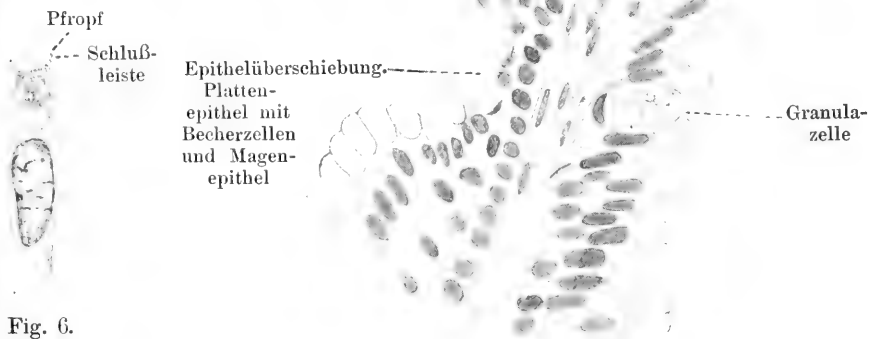 Pfropf
Schluß-
leiste
Epithelüberschiebung.
Platten-
epithel mit
Becherzellen
und Magen-
epithel
Granula-
zelle
Fig. 6.